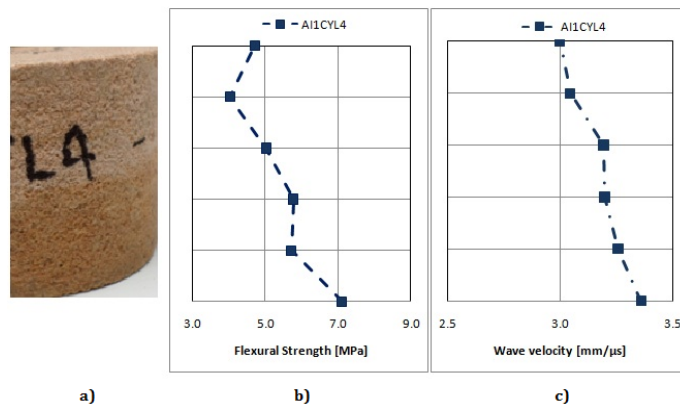 L4 -
AI1CYL4
3.0 5.0 7.0 9.0
Flexural Strength [MPa]
AI1CYL4
2.5 3.0 3.5
Wave velocity [mm/µs]
a) b) c)